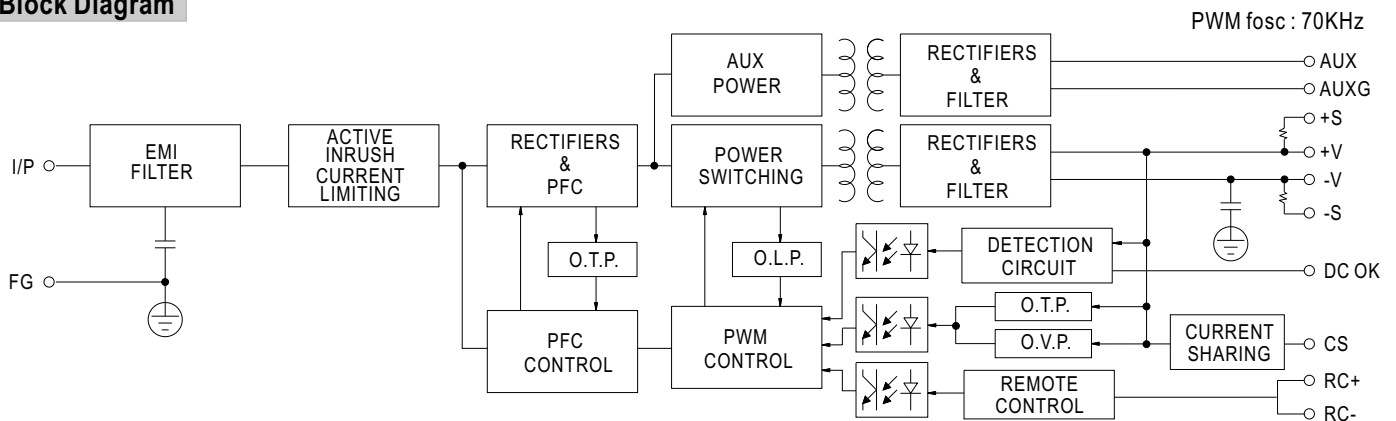 Block Diagram
PWM fosc : 70KHz
I/P
FG
EMI
FILTER
ACTIVE
INRUSH
CURRENT
LIMITING
RECTIFIERS
&
PFC
O.T.P.
PFC
CONTROL
AUX
POWER
POWER
SWITCHING
O.L.P.
PWM
CONTROL
RECTIFIERS
&
FILTER
RECTIFIERS
&
FILTER
DETECTION
CIRCUIT
O.T.P.
O.V.P.
REMOTE
CONTROL
CURRENT
SHARING
AUX
AUXG
+S
+V
-V
-S
DC OK
CS
RC+
RC-